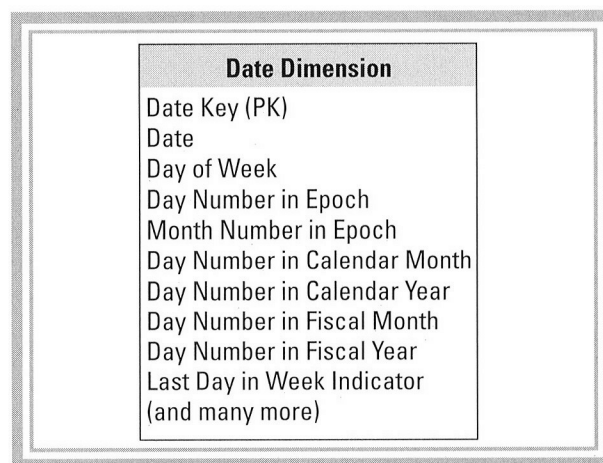 Date Dimension
Date Key (PK)
Date
Day of Week
Day Number in Epoch
Month Number in Epoch
Day Number in Calendar Month
Day Number in Calendar Year
Day Number in Fiscal Month
Day Number in Fiscal Year
Last Day in Week Indicator
(and many more)